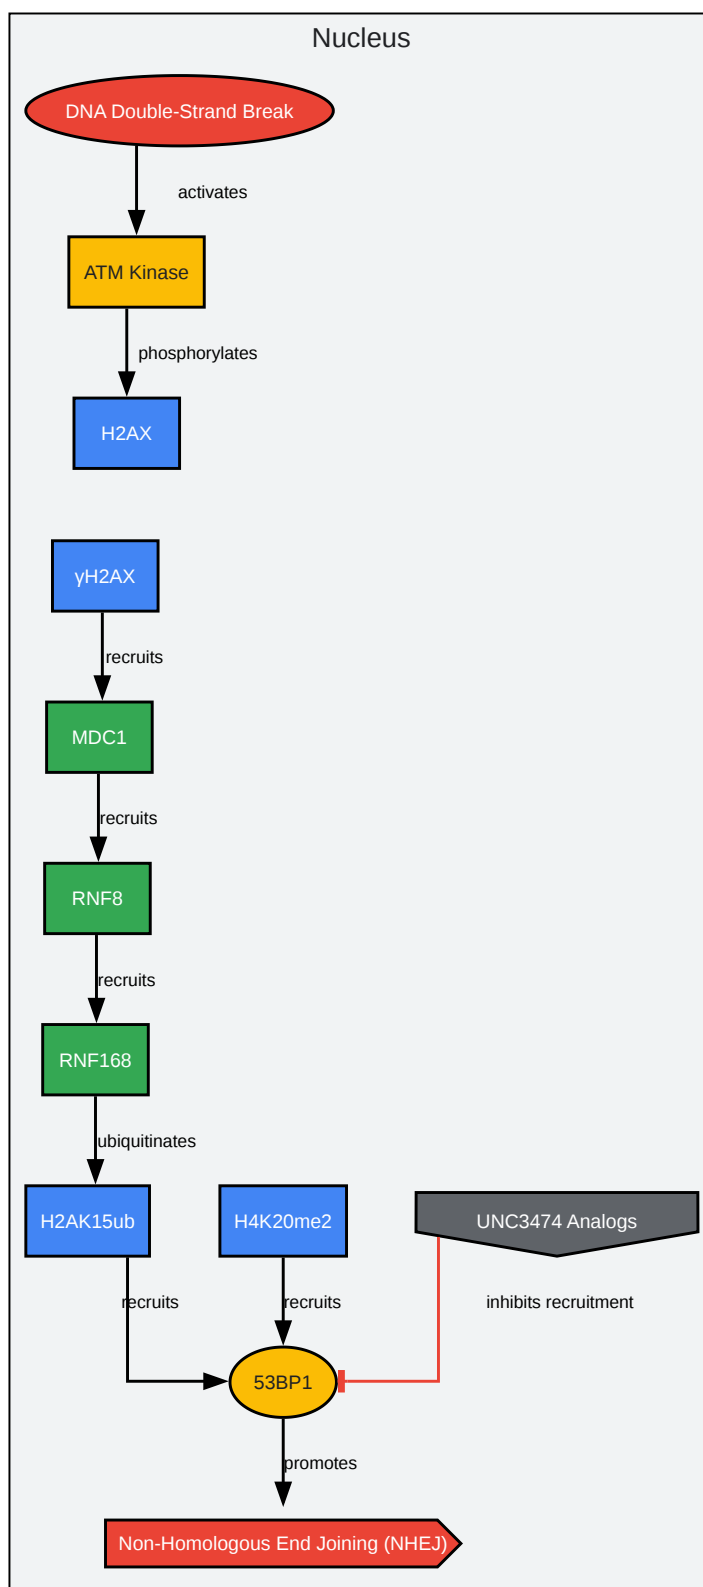 Nucleus
DNA Double-Strand Break
activates
ATM Kinase
phosphorylates
H2AX
γH2AX
recruits
MDC1
recruits
RNF8
recruits
RNF168
ubiquitinates
H2AK15ub
H4K20me2
UNC3474 Analogs
recruits
recruits
inhibits recruitment
53BP1
promotes
Non-Homologous End Joining (NHEJ)